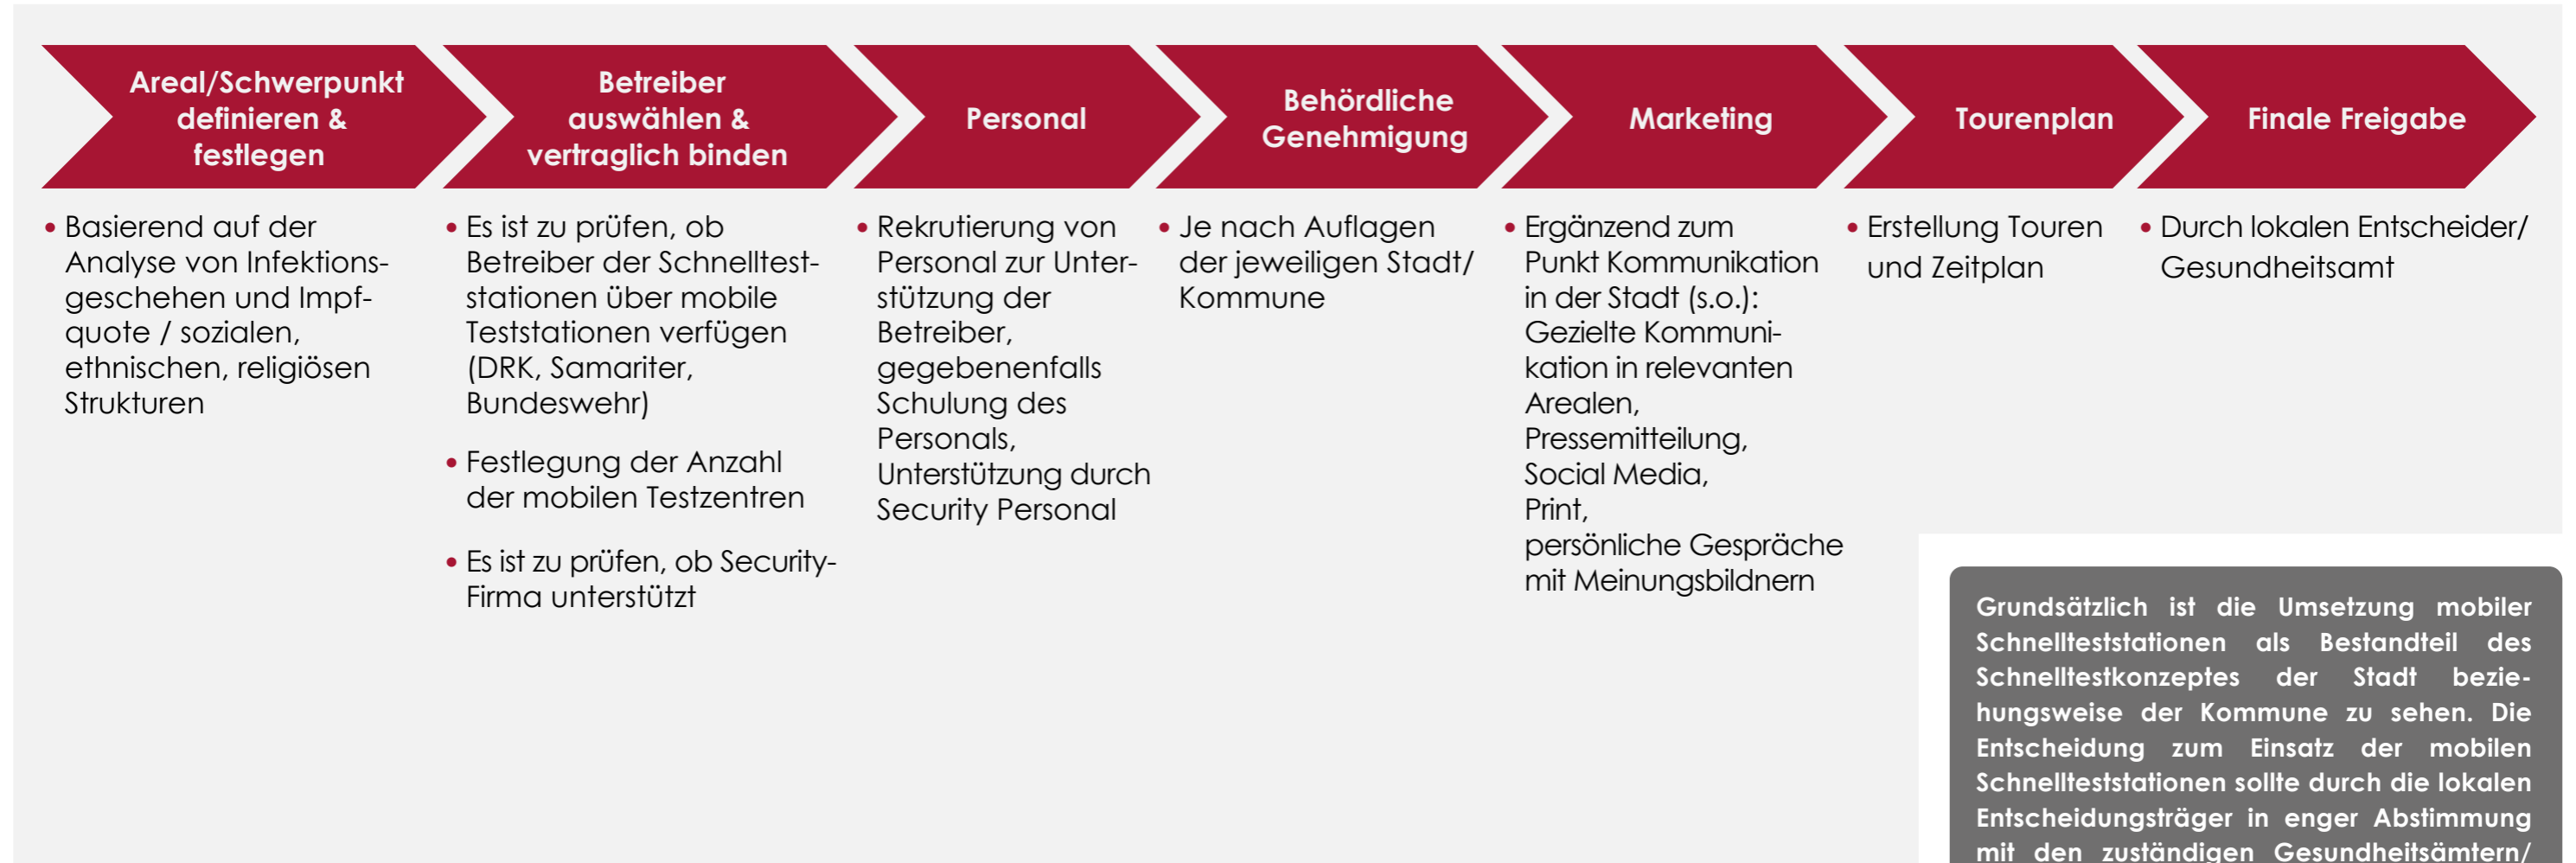 Areal/Schwerpunkt
definieren &
festlegen
Betreiber
auswählen &
vertraglich binden
Personal
Behördliche
Genehmigung
Marketing
Tourenplan
Finale Freigabe
• Basierend auf der
Analyse von Infektions-
geschehen und Impf-
quote / sozialen,
ethnischen, religiösen
Strukturen
• Es ist zu prüfen, ob
Betreiber der Schnelltest-
stationen über mobile
Teststationen verfügen
(DRK, Samariter,
Bundeswehr)
• Festlegung der Anzahl
der mobilen Testzentren
• Es ist zu prüfen, ob Security-
Firma unterstützt
• Rekrutierung von
Personal zur Unter-
stützung der
Betreiber,
gegebenenfalls
Schulung des
Personals,
Unterstützung durch
Security Personal
• Je nach Auflagen
der jeweiligen Stadt/
Kommune
• Ergänzend zum
Punkt Kommunikation
in der Stadt (s.o.):
Gezielte Kommuni-
kation in relevanten
Arealen,
Pressemitteilung,
Social Media,
Print,
persönliche Gespräche
mit Meinungsbildnern
• Erstellung Touren
und Zeitplan
• Durch lokalen Entscheider/
Gesundheitsamt
Grundsätzlich ist die Umsetzung mobiler
Schnellteststationen als Bestandteil des
Schnelltestkonzeptes der Stadt bezie-
hungsweise der Kommune zu sehen. Die
Entscheidung zum Einsatz der mobilen
Schnellteststationen sollte durch die lokalen
Entscheidungsträger in enger Abstimmung
mit den zuständigen Gesundheitsämtern/